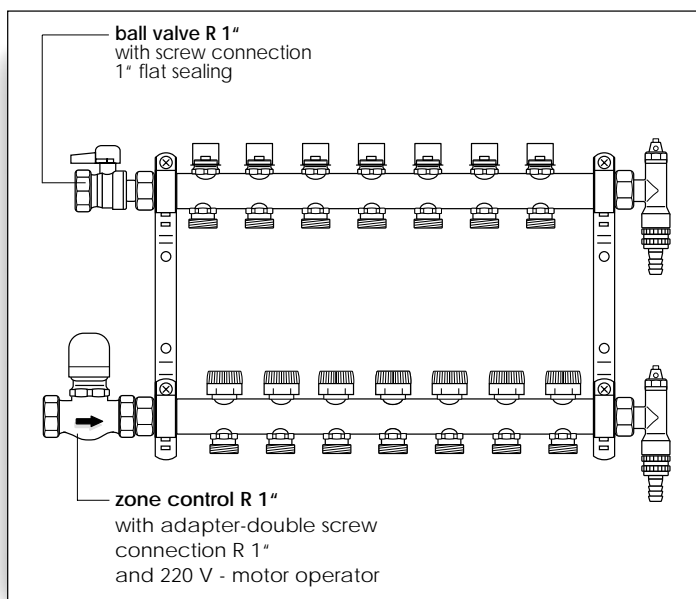 ball valve R 1“
with screw connection
1“ flat sealing
zone control R 1“
with adapter-double screw
connection R 1“
and 220 V - motor operator